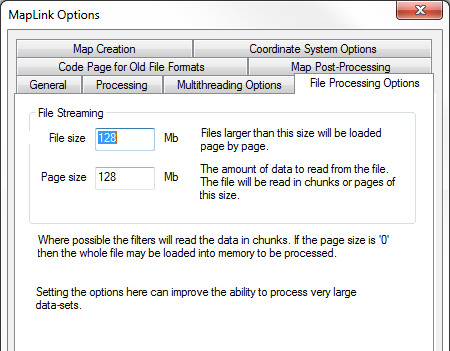 MapLink Options
Map Creation
Coordinate System Options
Code Page for Old File Formats
Map Post-Processing
General
Processing
Multithreading Options
File Processing Options
File Streaming
File size
128
Mb
Files larger than this size will be loaded
page by page.
Page size
128
Mb
The amount of data to read from the file.
The file will be read in chunks or pages of
this size.
Where possible the filters will read the data in chunks. If the page size is '0'
then the whole file may be loaded into memory to be processed.
Setting the options here can improve the ability to process very large
data-sets.